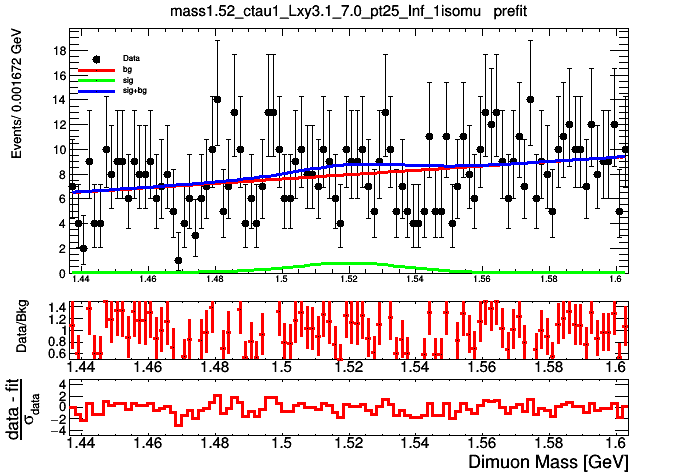 mass1.52_ctau1_Lxy3.1_7.0_pt25_Inf_1isomu prefit
Events/ 0.001672 GeV
18
16
14
12
10
8
6
4
2
0
Data
bg
sig
sig+bg
1.44 1.46 1.48 1.5 1.52 1.54 1.56 1.58 1.6
Data/Bkg
1.4
1.2
1
0.8
0.6
1.44 1.46 1.48 1.5 1.52 1.54 1.56 1.58 1.6
data - fit
σdata
4
2
0
−2
−4
1.44 1.46 1.48 1.5 1.52 1.54 1.56 1.58 1.6
Dimuon Mass [GeV]